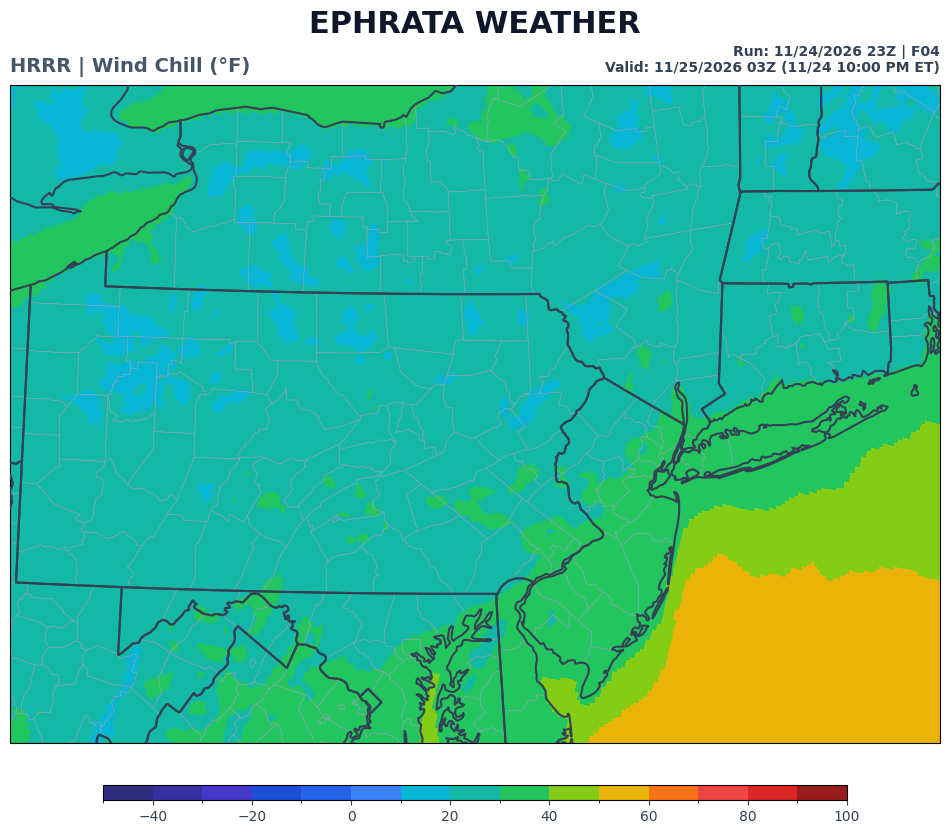 EPHRATA WEATHER
HRRR | Wind Chill (°F)
Run: 11/24/2026 23Z | F04
Valid: 11/25/2026 03Z (11/24 10:00 PM ET)
−40 −20 0 20 40 60 80 100